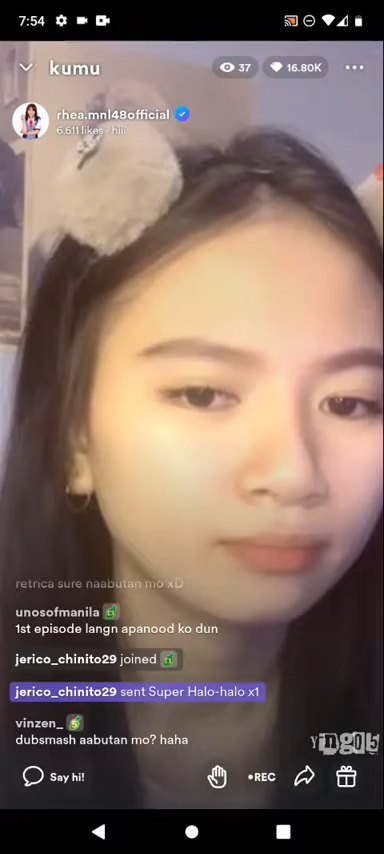 7:54
kumu
37
16.80K
rhea.mnl48official
6,611 likes · hiii
retrica sure naabutan mo xD
unosofmanila
1st episode langn apanood ko dun
jerico_chinito29 joined
jerico_chinito29 sent Super Halo-halo x1
vinzen_ 5
dubsmash aabutan mo? haha
Say hi!
•REC